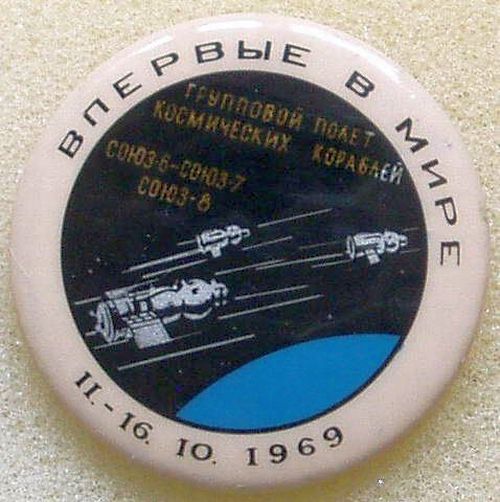 ВПЕРВЫЕ В МИРЕ
ГРУППОВОЙ ПОЛЕТ
КОСМИЧЕСКИХ КОРАБЛЕЙ
СОЮЗ-6-СОЮЗ-7
СОЮЗ-8
11.-16. 10. 1969